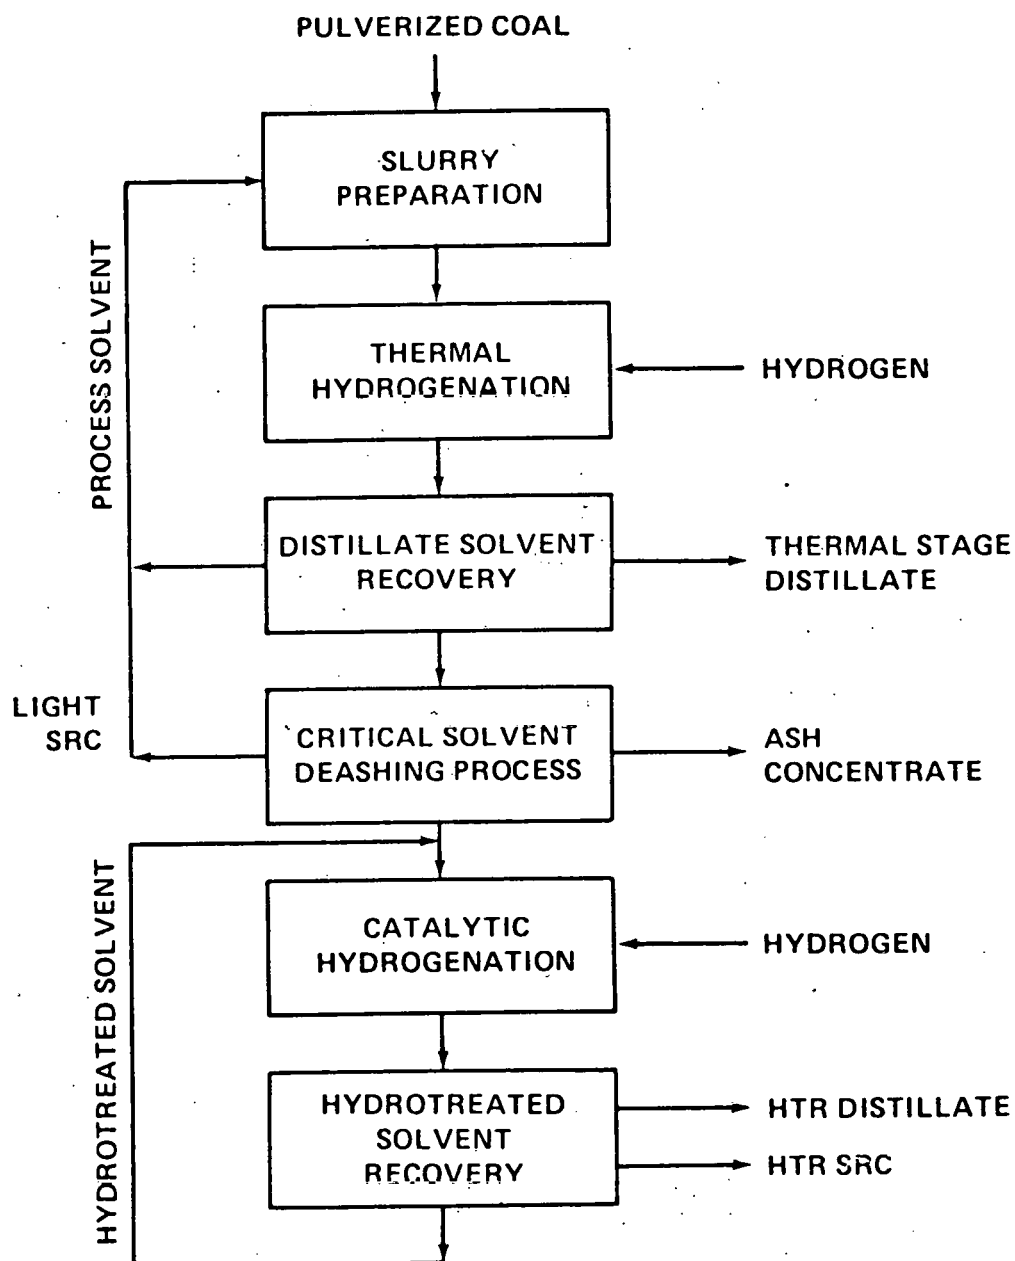 PULVERIZED COAL
SLURRY
PREPARATION
PROCESS SOLVENT
THERMAL
HYDROGENATION
HYDROGEN
DISTILLATE SOLVENT
RECOVERY
THERMAL STAGE
DISTILLATE
LIGHT
SRC
CRITICAL SOLVENT
DEASHING PROCESS
ASH
CONCENTRATE
HYDROTREATED SOLVENT
CATALYTIC
HYDROGENATION
HYDROGEN
HYDROTREATED
SOLVENT
RECOVERY
HTR DISTILLATE
HTR SRC